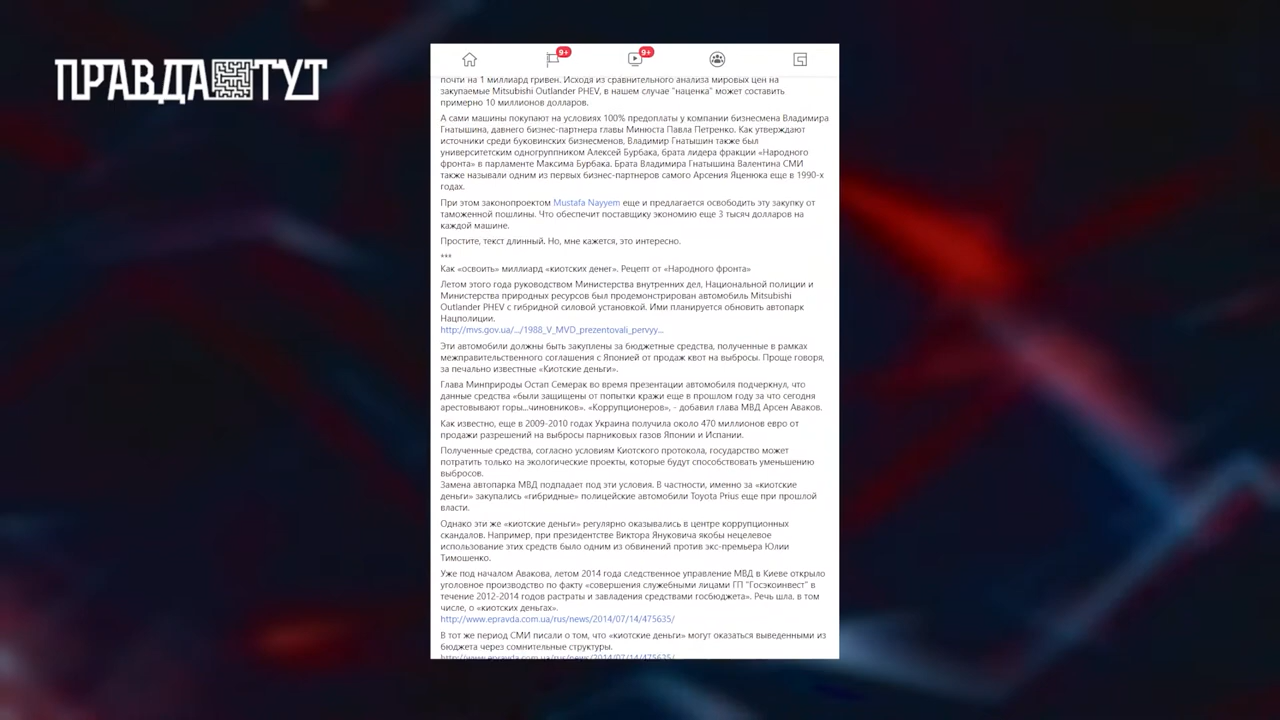 ПРАВДА ТУТ
9+
9+
почти на 1 миллиард гривен. Исходя из сравнительного анализа мировых цен на
закупаемые Mitsubishi Outlander PHEV, в нашем случае "наценка" может составить
примерно 10 миллионов долларов.
А сами машины покупают на условиях 100% предоплаты у компании бизнесмена Владимира
Гнатышина, давнего бизнес-партнера главы Минюста Павла Петренко. Как утверждают
источники среди буковинских бизнесменов, Владимир Гнатышин также был
университетским одногруппником Алексей Бурбака, брата лидера фракции «Народного
фронта» в парламенте Максима Бурбака. Брата Владимира Гнатышина Валентина СМИ
также называли одним из первых бизнес-партнеров самого Арсения Яценюка еще в 1990-х
годах.
При этом законопроектом Mustafa Nayyem еще и предлагается освободить эту закупку от
таможенной пошлины. Что обеспечит поставщику экономию еще 3 тысяч долларов на
каждой машине.
Простите, текст длинный. Но, мне кажется, это интересно.
***
Как «освоить» миллиард «киотских денег». Рецепт от «Народного фронта»
Летом этого года руководством Министерства внутренних дел, Национальной полиции и
Министерства природных ресурсов был продемонстрирован автомобиль Mitsubishi
Outlander PHEV с гибридной силовой установкой. Ими планируется обновить автопарк
Нацполиции.
http://mvs.gov.ua/.../1988_V_MVD_prezentovali_pervyy...
Эти автомобили должны быть закуплены за бюджетные средства, полученные в рамках
межправительственного соглашения с Японией от продаж квот на выбросы. Проще говоря,
за печально известные «Киотские деньги».
Глава Минприроды Остап Семерак во время презентации автомобиля подчеркнул, что
данные средства «были защищены от попытки кражи еще в прошлом году за что сегодня
арестовывают горы...чиновников». «Коррупционеров», - добавил глава МВД Арсен Аваков.
Как известно, еще в 2009-2010 годах Украина получила около 470 миллионов евро от
продажи разрешений на выбросы парниковых газов Японии и Испании.
Полученные средства, согласно условиям Киотского протокола, государство может
потратить только на экологические проекты, которые будут способствовать уменьшению
выбросов.
Замена автопарка МВД подпадает под эти условия. В частности, именно за «киотские
деньги» закупались «гибридные» полицейские автомобили Toyota Prius еще при прошлой
власти.
Однако эти же «киотские деньги» регулярно оказывались в центре коррупционных
скандалов. Например, при президентстве Виктора Януковича якобы нецелевое
использование этих средств было одним из обвинений против экс-премьера Юлии
Тимошенко.
Уже под началом Авакова, летом 2014 года следственное управление МВД в Киеве открыло
уголовное производство по факту «совершения служебными лицами ГП "Госэкоинвест" в
течение 2012-2014 годов растраты и завладения средствами госбюджета». Речь шла, в том
числе, о «киотских деньгах».
http://www.epravda.com.ua/rus/news/2014/07/14/475635/
В тот же период СМИ писали о том, что «киотские деньги» могут оказаться выведенными из
бюджета через сомнительные структуры.
http://www.epravda.com.ua/rus/news/2014/07/14/475635/